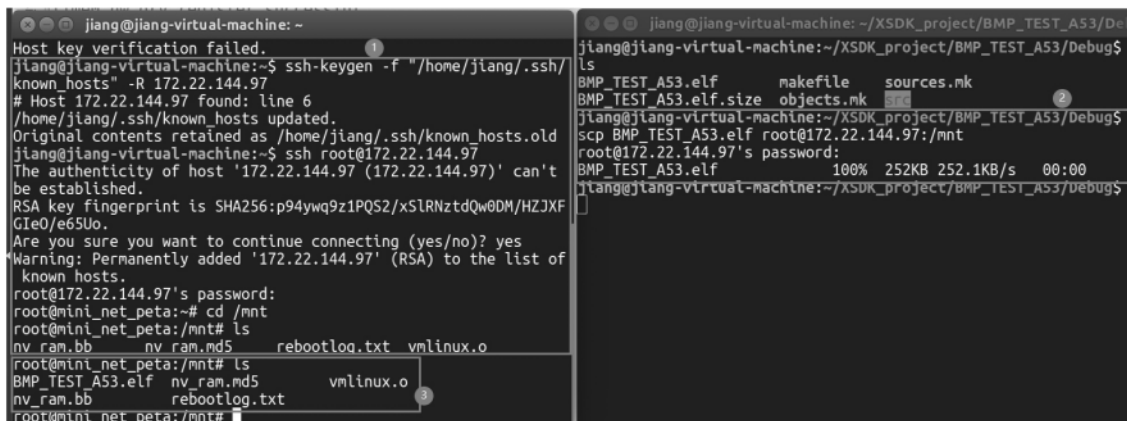 jiang@jiang-virtual-machine: ~
Host key verification failed.
1
jiang@jiang-virtual-machine:~$ ssh-keygen -f "/home/jiang/.ssh/
known_hosts" -R 172.22.144.97
# Host 172.22.144.97 found: line 6
/home/jiang/.ssh/known_hosts updated.
Original contents retained as /home/jiang/.ssh/known_hosts.old
jiang@jiang-virtual-machine:~$ ssh root@172.22.144.97
The authenticity of host '172.22.144.97 (172.22.144.97)' can't
be established.
RSA key fingerprint is SHA256:p94ywq9z1PQS2/xSlRNztdQw0DM/HZJXF
GIeO/e65Uo.
Are you sure you want to continue connecting (yes/no)? yes
Warning: Permanently added '172.22.144.97' (RSA) to the list of
known hosts.
root@172.22.144.97's password:
root@mini_net_peta:~# cd /mnt
root@mini_net_peta:/mnt# ls
nv_ram.bb nv_ram.md5 rebootlog.txt vmlinux.o
root@mini_net_peta:/mnt# ls
BMP_TEST_A53.elf nv_ram.md5 vmlinux.o
nv_ram.bb rebootlog.txt
3
root@mini_net_peta:/mnt#
jiang@jiang-virtual-machine: ~/XSDK_project/BMP_TEST_A53/De
jiang@jiang-virtual-machine:~/XSDK_project/BMP_TEST_A53/Debug$
ls
BMP_TEST_A53.elf makefile sources.mk
BMP_TEST_A53.elf.size objects.mk src
2
jiang@jiang-virtual-machine:~/XSDK_project/BMP_TEST_A53/Debug$
scp BMP_TEST_A53.elf root@172.22.144.97:/mnt
root@172.22.144.97's password:
BMP_TEST_A53.elf 100% 252KB 252.1KB/s 00:00
jiang@jiang-virtual-machine:~/XSDK_project/BMP_TEST_A53/Debug$